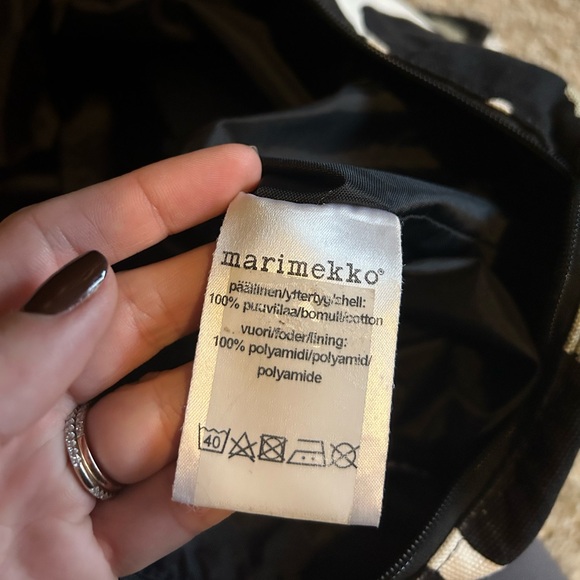 marimekko®
päällinen/yttertyg/shell:
100% puuvillaa/bomull/cotton
vuori/foder/lining:
100% polyamidi/polyamid/
polyamide
40